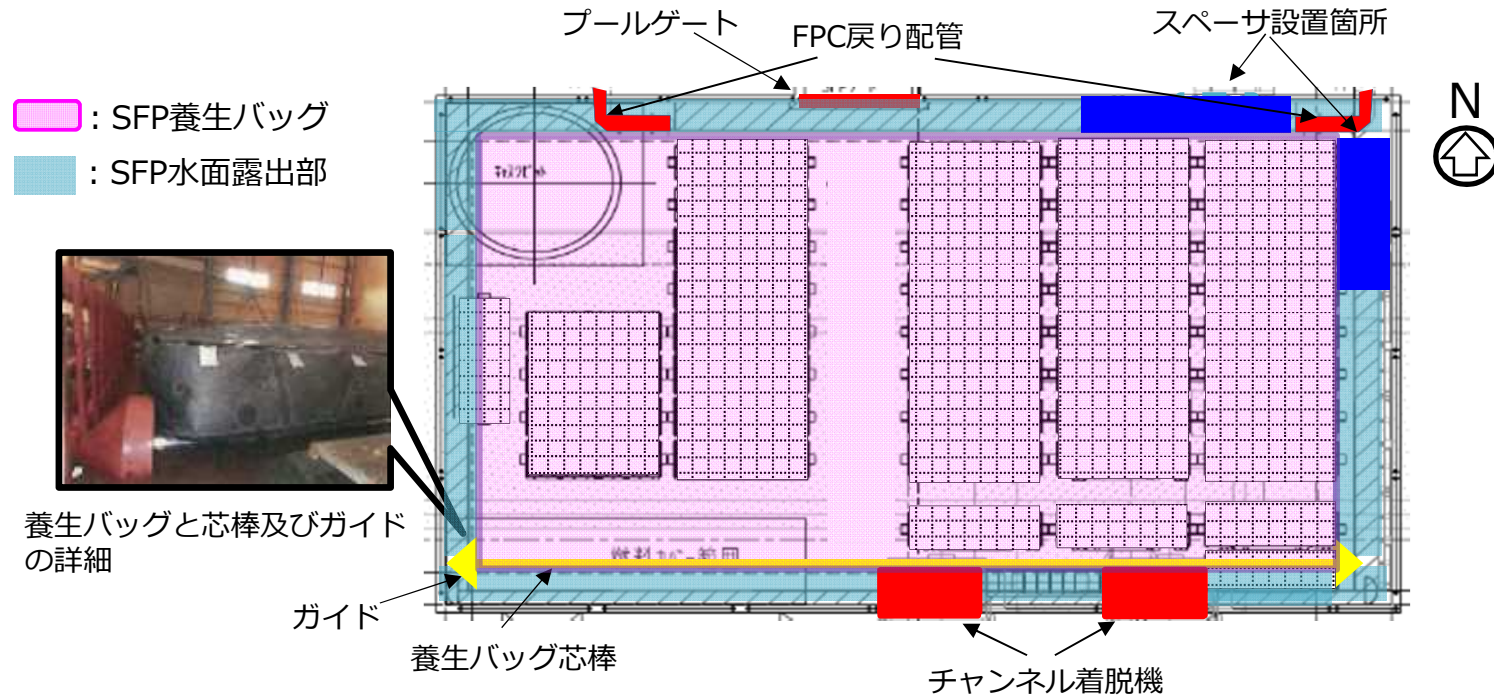 プールゲート
FPC戻り配管
スペーサ設置箇所
N
：SFP養生バッグ
：SFP水面露出部
養生バッグと芯棒及びガイド
の詳細
ガイド
養生バッグ芯棒
チャンネル着脱機